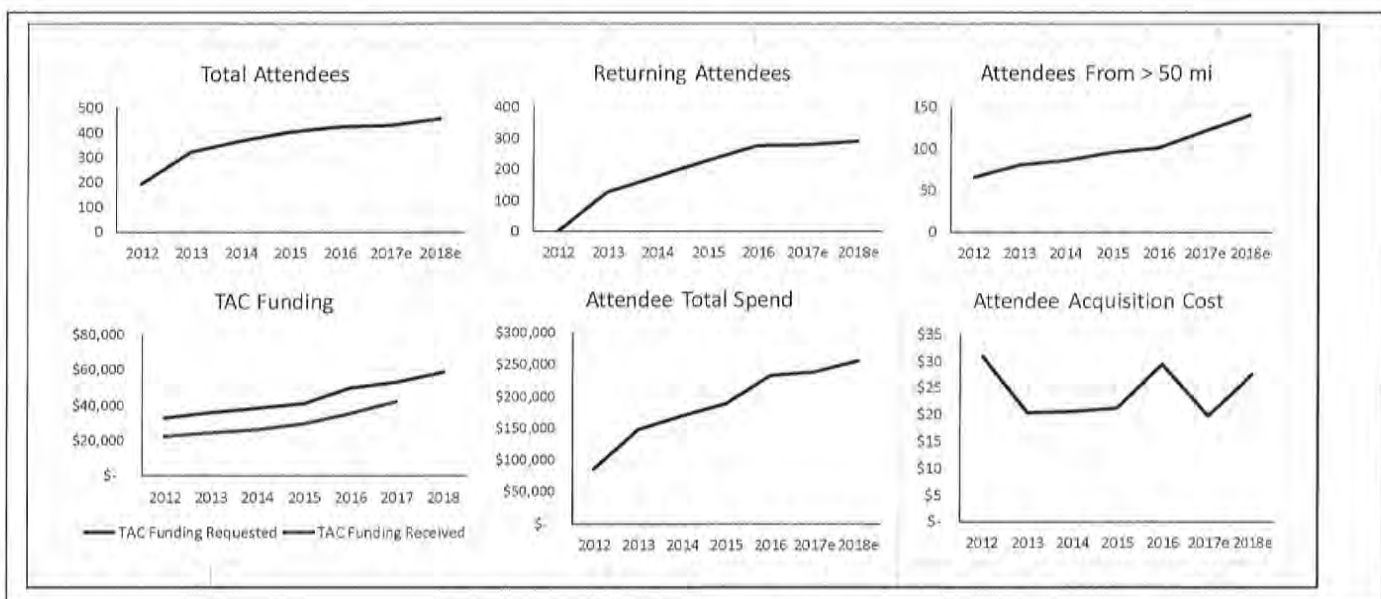 Total Attendees
500
400
300
200
100
0
2012 2013 2014 2015 2016 2017e 2018e
Returning Attendees
400
300
200
100
0
2012 2013 2014 2015 2016 2017e 2018e
Attendees From > 50 mi
150
100
50
0
2012 2013 2014 2015 2016 2017e 2018e
TAC Funding
$80,000
$60,000
$40,000
$20,000
$-
2012 2013 2014 2015 2016 2017 2018
TAC Funding Requested TAC Funding Received
Attendee Total Spend
$300,000
$250,000
$200,000
$150,000
$100,000
$50,000
$-
2012 2013 2014 2015 2016 2017e 2018e
Attendee Acquisition Cost
$35
$30
$25
$20
$15
$10
$5
$-
2012 2013 2014 2015 2016 2017e 2018e